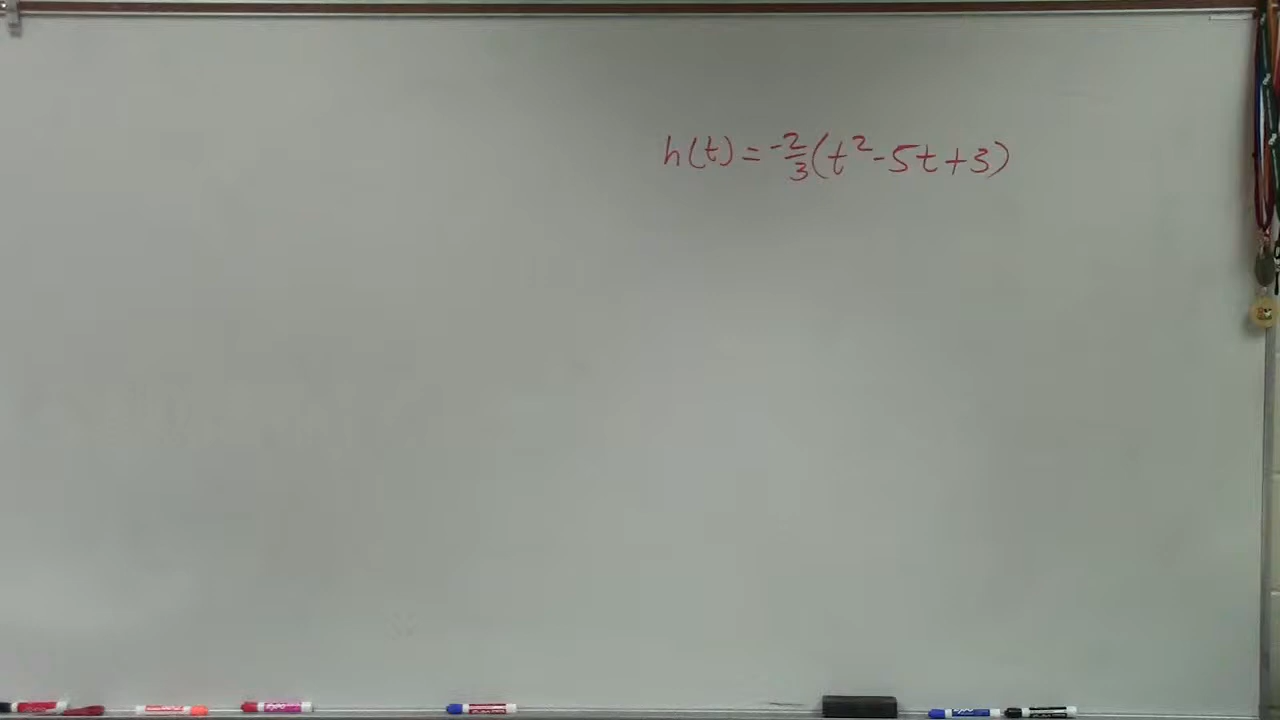 h(t) = -2/3(t²-5t+3)